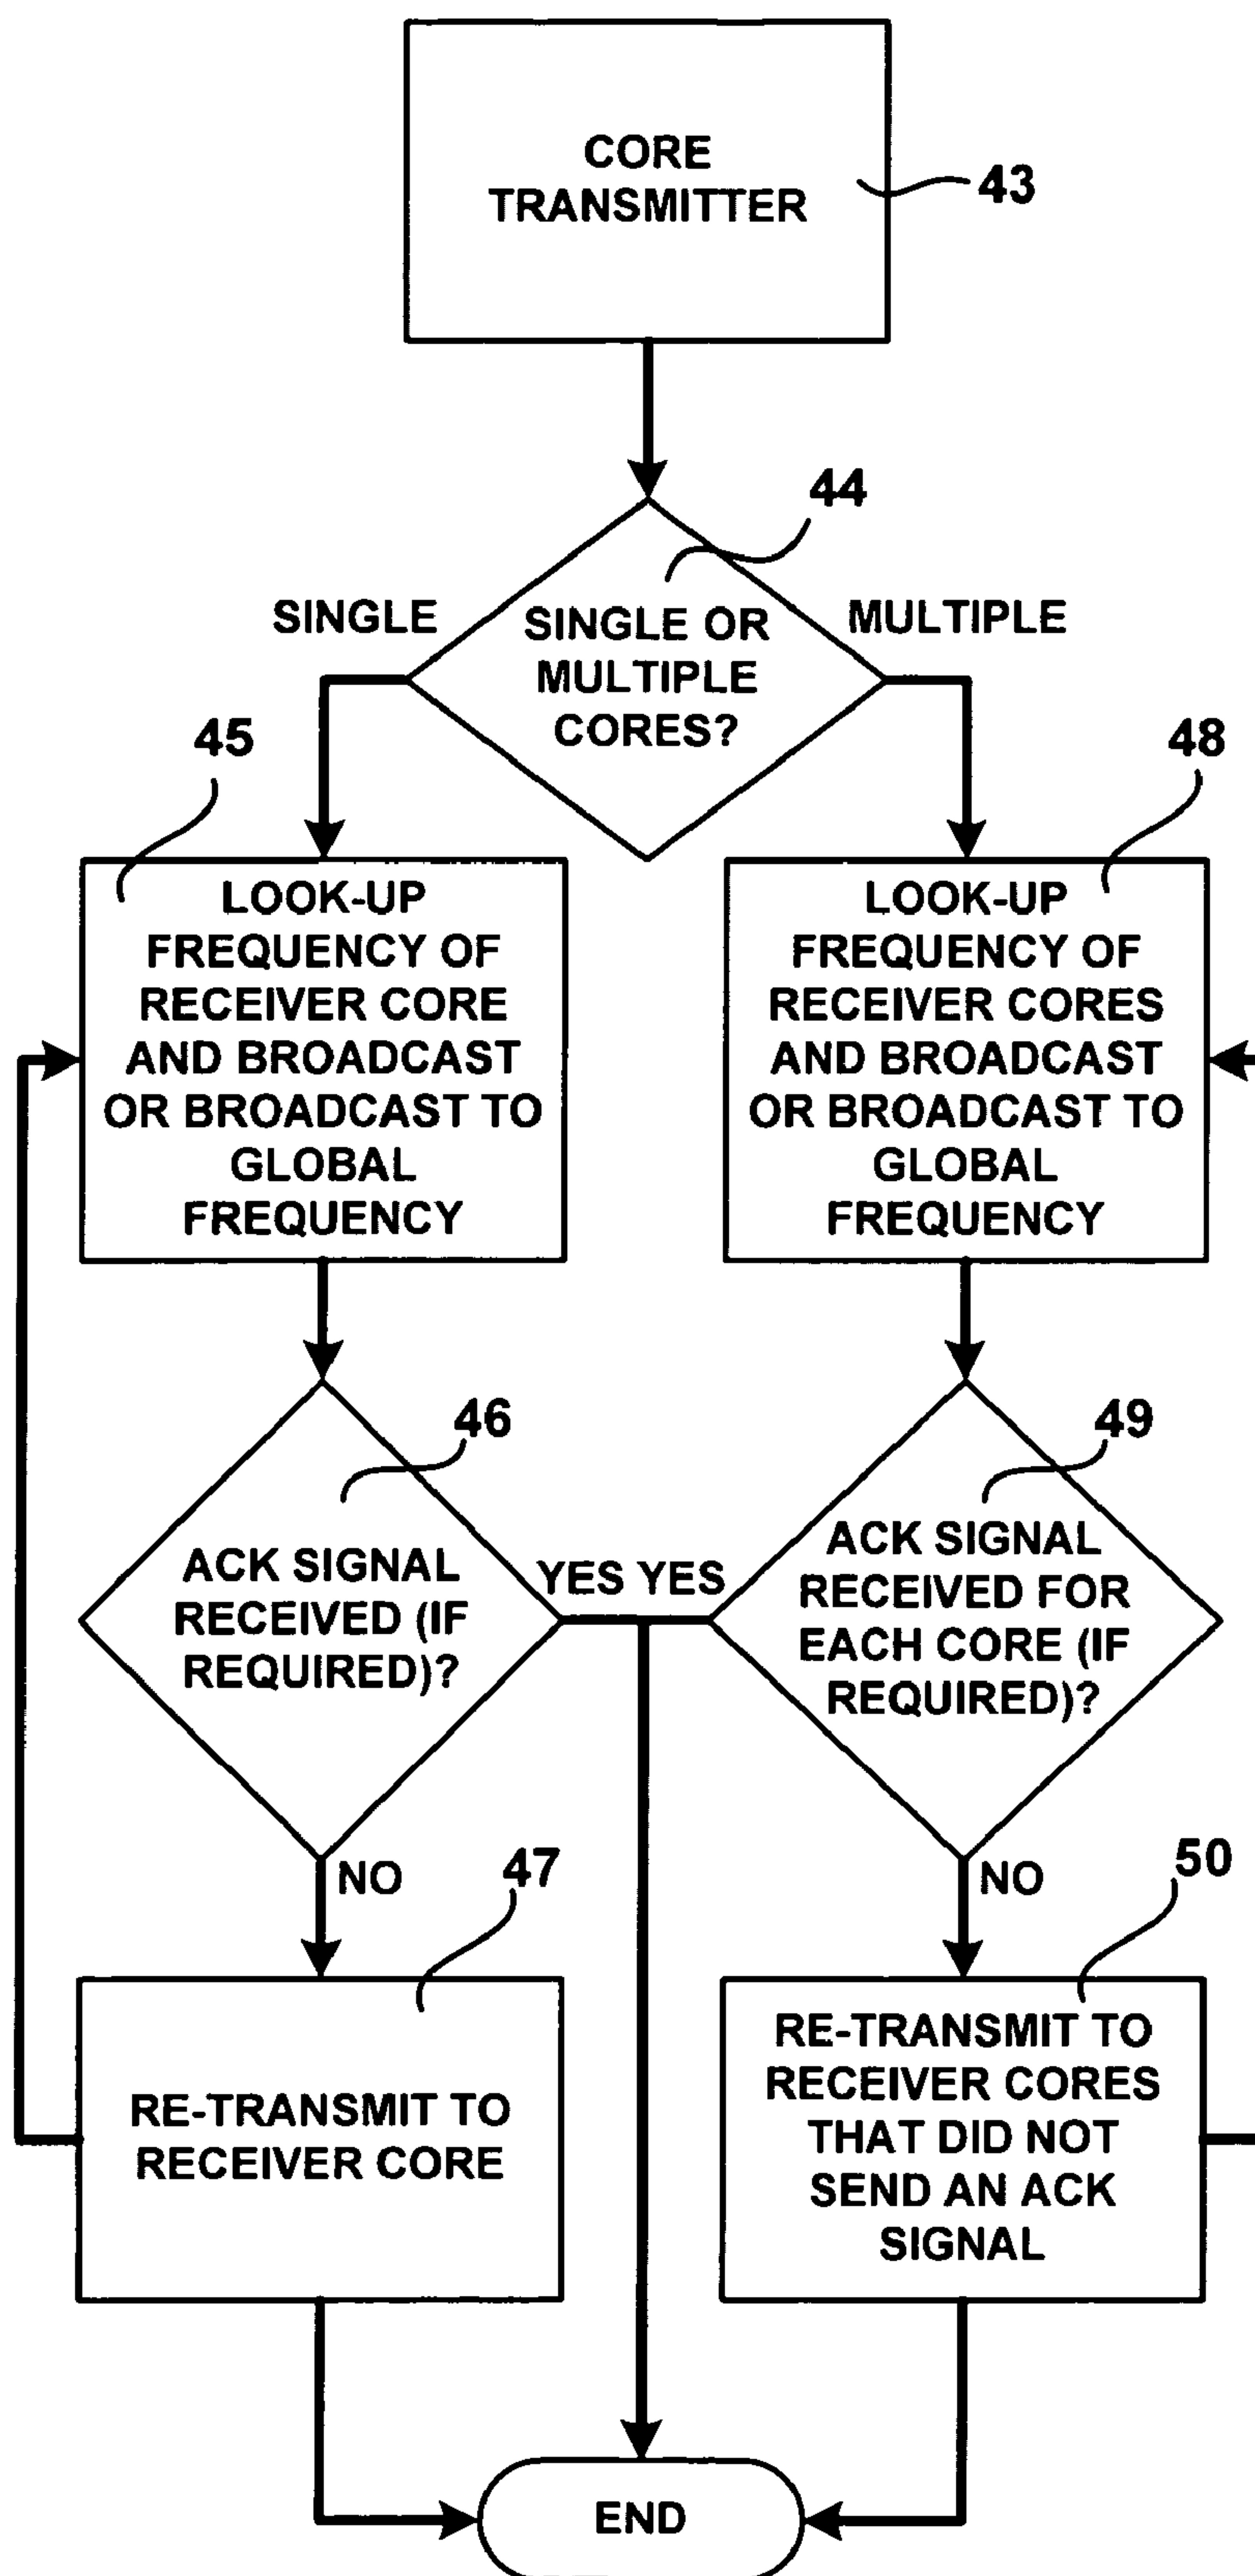 CORE
TRANSMITTER
43
44
SINGLE
SINGLE OR
MULTIPLE
CORES?
MULTIPLE
45
48
LOOK-UP
FREQUENCY OF
RECEIVER CORE
AND BROADCAST
OR BROADCAST TO
GLOBAL
FREQUENCY
LOOK-UP
FREQUENCY OF
RECEIVER CORES
AND BROADCAST
OR BROADCAST TO
GLOBAL
FREQUENCY
46
49
ACK SIGNAL
RECEIVED (IF
REQUIRED)?
YES YES
ACK SIGNAL
RECEIVED FOR
EACH CORE (IF
REQUIRED)?
NO
47
NO
50
RE-TRANSMIT TO
RECEIVER CORE
RE-TRANSMIT TO
RECEIVER CORES
THAT DID NOT
SEND AN ACK
SIGNAL
END